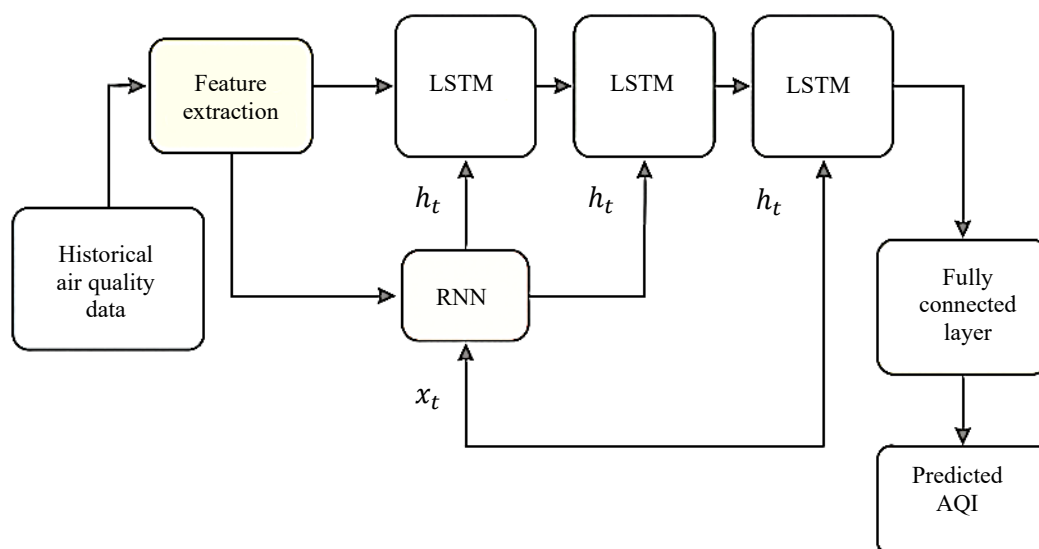 Feature
extraction
LSTM
LSTM
LSTM
h_t
h_t
h_t
Historical
air quality
data
RNN
x_t
Fully
connected
layer
Predicted
AQI